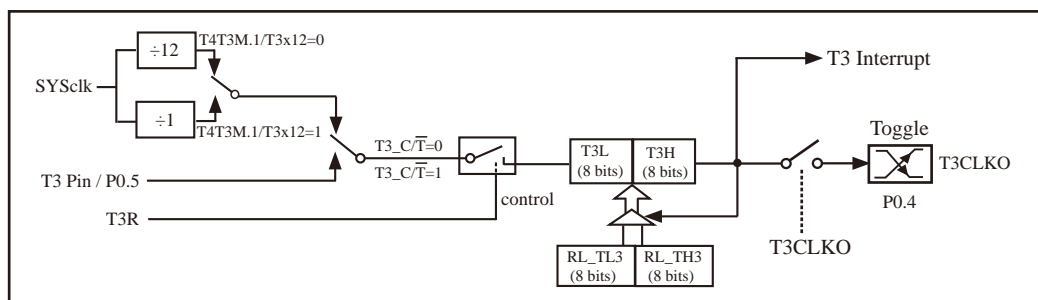 ÷12
T4T3M.1/T3x12=0
SYSclk
÷1
T4T3M.1/T3x12=1
T3 Pin / P0.5
T3R
T3_C/T̅=0
T3_C/T̅=1
control
T3L
(8 bits)
T3H
(8 bits)
RL_TL3
(8 bits)
RL_TH3
(8 bits)
T3 Interrupt
Toggle
T3CLKO
P0.4
T3CLKO